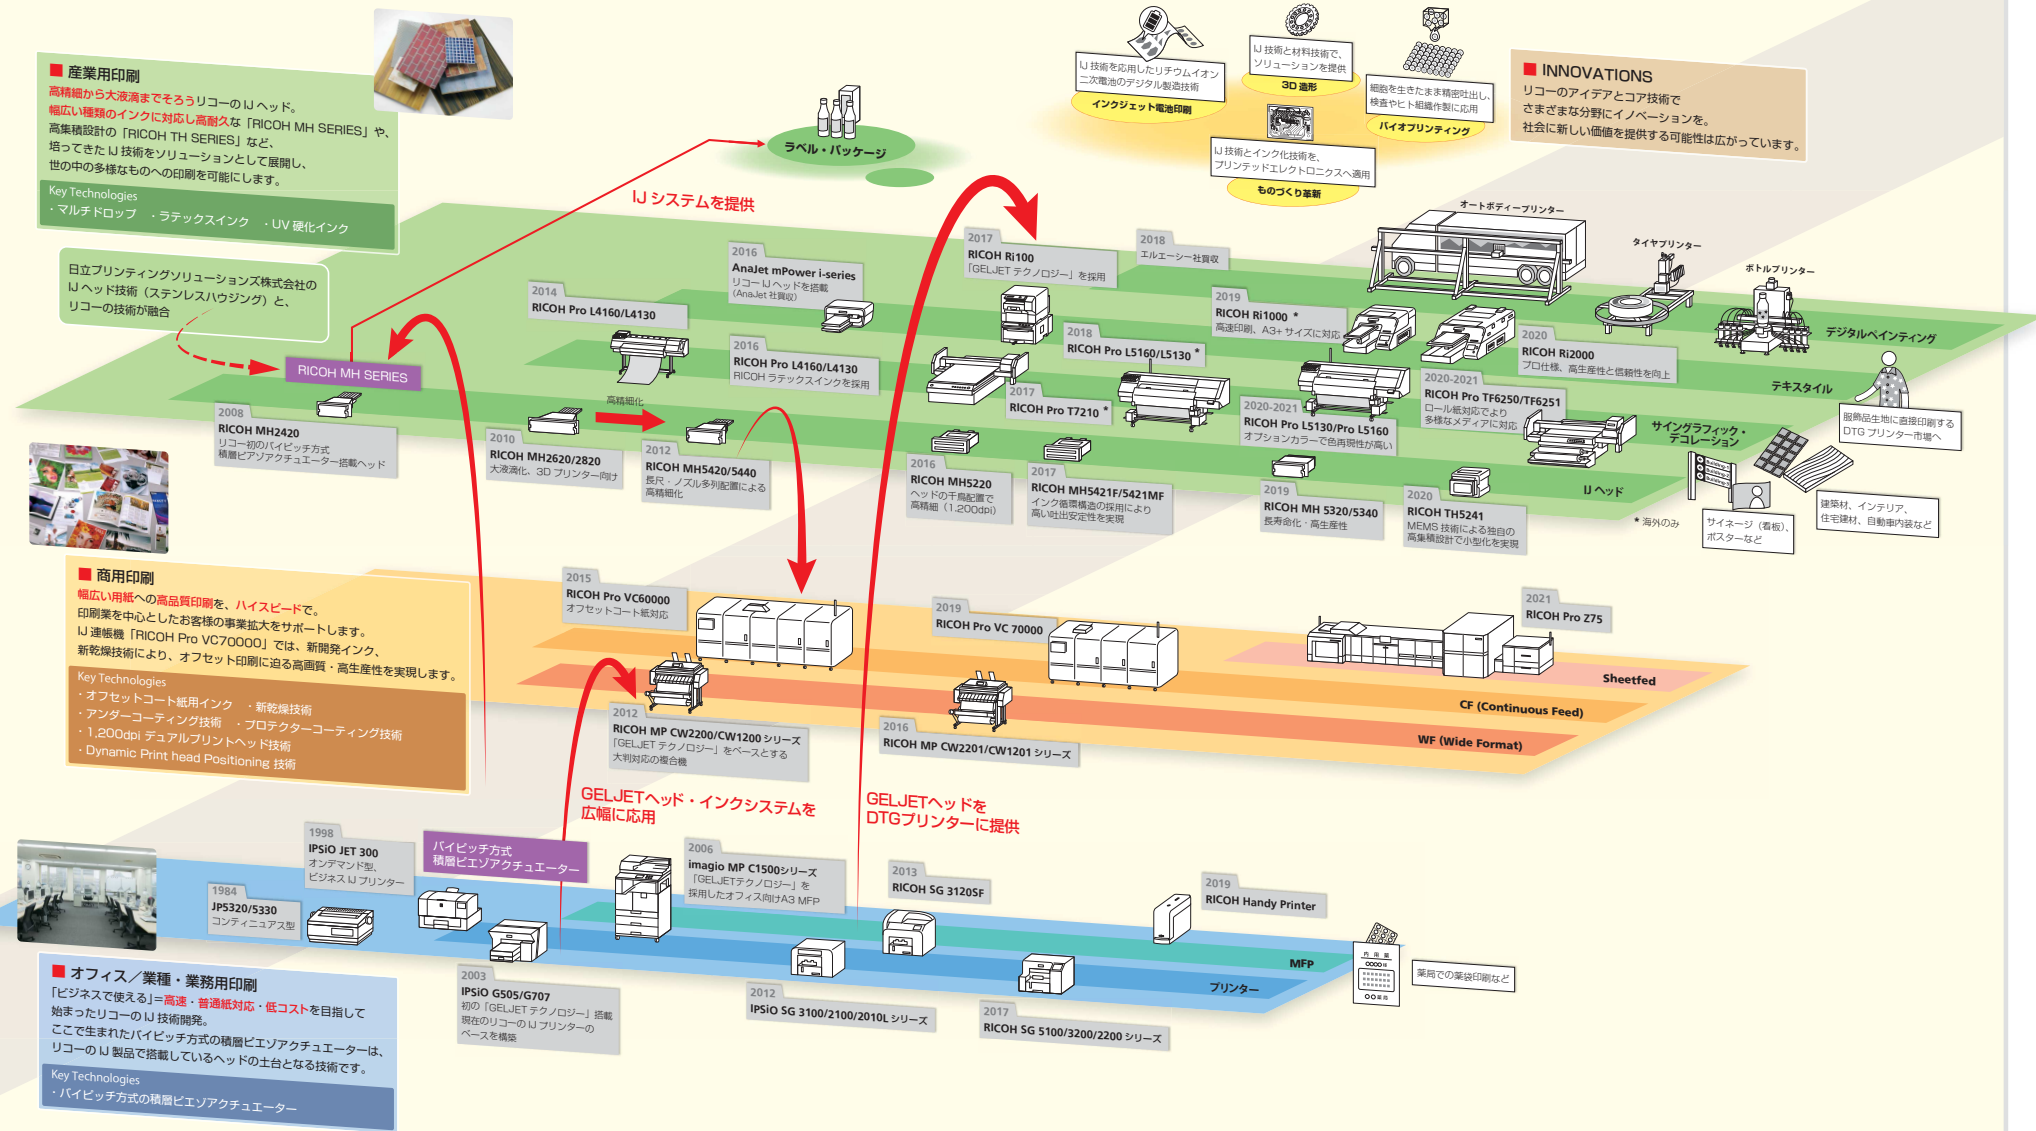 ■ 産業用印刷
高精細から大液滴までそろうリコーのIJヘッド。
幅広い種類のインクに対応し高耐久な「RICOH MH SERIES」や、
高集積設計の「RICOH TH SERIES」など、
培ってきたIJ技術をソリューションとして展開し、
世の中の多様なものへの印刷を可能にします。
Key Technologies
・マルチドロップ ・ラテックスインク ・UV硬化インク
日立プリンティングソリューションズ株式会社の
IJヘッド技術(ステンレスハウジング)と、
リコーの技術が融合
RICOH MH SERIES
IJシステムを提供
ラベル・パッケージ
IJ技術を応用したリチウムイオン
二次電池のデジタル製造技術
インクジェット電池印刷
IJ技術と材料技術で、
ソリューションを提供
3D造形
細胞を生きたまま精密吐出し、
検査やヒト組織作製に応用
バイオプリンティング
IJ技術とインク化技術を、
プリンテッドエレクトロニクスへ適用
ものづくり革新
■ INNOVATIONS
リコーのアイデアとコア技術で
さまざまな分野にイノベーションを。
社会に新しい価値を提供する可能性は広がっています。
オートボディープリンター
タイヤプリンター
ボトルプリンター
デジタルペインティング
2018
エルエーシー社買収
2016
AnaJet mPower i-series
リコーIJヘッドを搭載
(AnaJet社買収)
2017
RICOH Ri100
「GELJETテクノロジー」を採用
2019
RICOH Ri1000 *
高速印刷、A3+サイズに対応
2020
RICOH Ri2000
プロ仕様、高生産性と信頼性を向上
テキスタイル
服飾品生地に直接印刷する
DTGプリンター市場へ
2014
RICOH Pro L4160/L4130
2016
RICOH Pro L4160/L4130
RICOHラテックスインクを採用
2017
RICOH Pro T7210 *
2018
RICOH Pro L5160/L5130 *
2020-2021
RICOH Pro L5130/Pro L5160
オプションカラーで色再現性が高い
2020-2021
RICOH Pro TF6250/TF6251
ロール紙対応でより
多様なメディアに対応
サイングラフィック・
デコレーション
Building-1
Building-2
Building-3
サイネージ(看板)、
ポスターなど
建築材、インテリア、
住宅建材、自動車内装など
2008
RICOH MH2420
リコー初のバイピッチ方式
積層ピアゾアクチュエーター搭載ヘッド
2010
RICOH MH2620/2820
大液滴化、3Dプリンター向け
高精細化
2012
RICOH MH5420/5440
長尺・ノズル多列配置による
高精細化
2016
RICOH MH5220
ヘッドの千鳥配置で
高精細(1,200dpi)
2017
RICOH MH5421F/5421MF
インク循環構造の採用により
高い吐出安定性を実現
2019
RICOH MH 5320/5340
長寿命化・高生産性
2020
RICOH TH5241
MEMS技術による独自の
高集積設計で小型化を実現
IJヘッド
* 海外のみ
■ 商用印刷
幅広い用紙への高品質印刷を、ハイスピードで。
印刷業を中心としたお客様の事業拡大をサポートします。
IJ連帳機「RICOH Pro VC70000」では、新開発インク、
新乾燥技術により、オフセット印刷に迫る高画質・高生産性を実現します。
Key Technologies
・オフセットコート紙用インク ・新乾燥技術
・アンダーコーティング技術 ・プロテクターコーティング技術
・1,200dpi デュアルプリントヘッド技術
・Dynamic Print head Positioning 技術
2015
RICOH Pro VC60000
オフセットコート紙対応
2019
RICOH Pro VC 70000
2021
RICOH Pro Z75
Sheetfed
CF (Continuous Feed)
WF (Wide Format)
2012
RICOH MP CW2200/CW1200 シリーズ
「GELJETテクノロジー」をベースとする
大判対応の複合機
2016
RICOH MP CW2201/CW1201 シリーズ
GELJETヘッド・インクシステムを
広幅に応用
GELJETヘッドを
DTGプリンターに提供
1984
JP5320/5330
コンティニュアス型
1998
IPSiO JET 300
オンデマンド型、
ビジネスIJプリンター
バイピッチ方式
積層ピエゾアクチュエーター
2003
IPSiO G505/G707
初の「GELJETテクノロジー」搭載
現在のリコーのIJプリンターの
ベースを構築
2006
imagio MP C1500シリーズ
「GELJETテクノロジー」を
採用したオフィス向けA3 MFP
2012
IPSiO SG 3100/2100/2010L シリーズ
2013
RICOH SG 3120SF
2017
RICOH SG 5100/3200/2200 シリーズ
2019
RICOH Handy Printer
MFP
プリンター
内 用 薬
○○○○様
○○薬局
薬局での薬袋印刷など
■ オフィス／業種・業務用印刷
「ビジネスで使える」=高速・普通紙対応・低コストを目指して
始まったリコーのIJ技術開発。
ここで生まれたバイピッチ方式の積層ピエゾアクチュエーターは、
リコーのIJ製品で搭載しているヘッドの土台となる技術です。
Key Technologies
・バイピッチ方式の積層ピエゾアクチュエーター